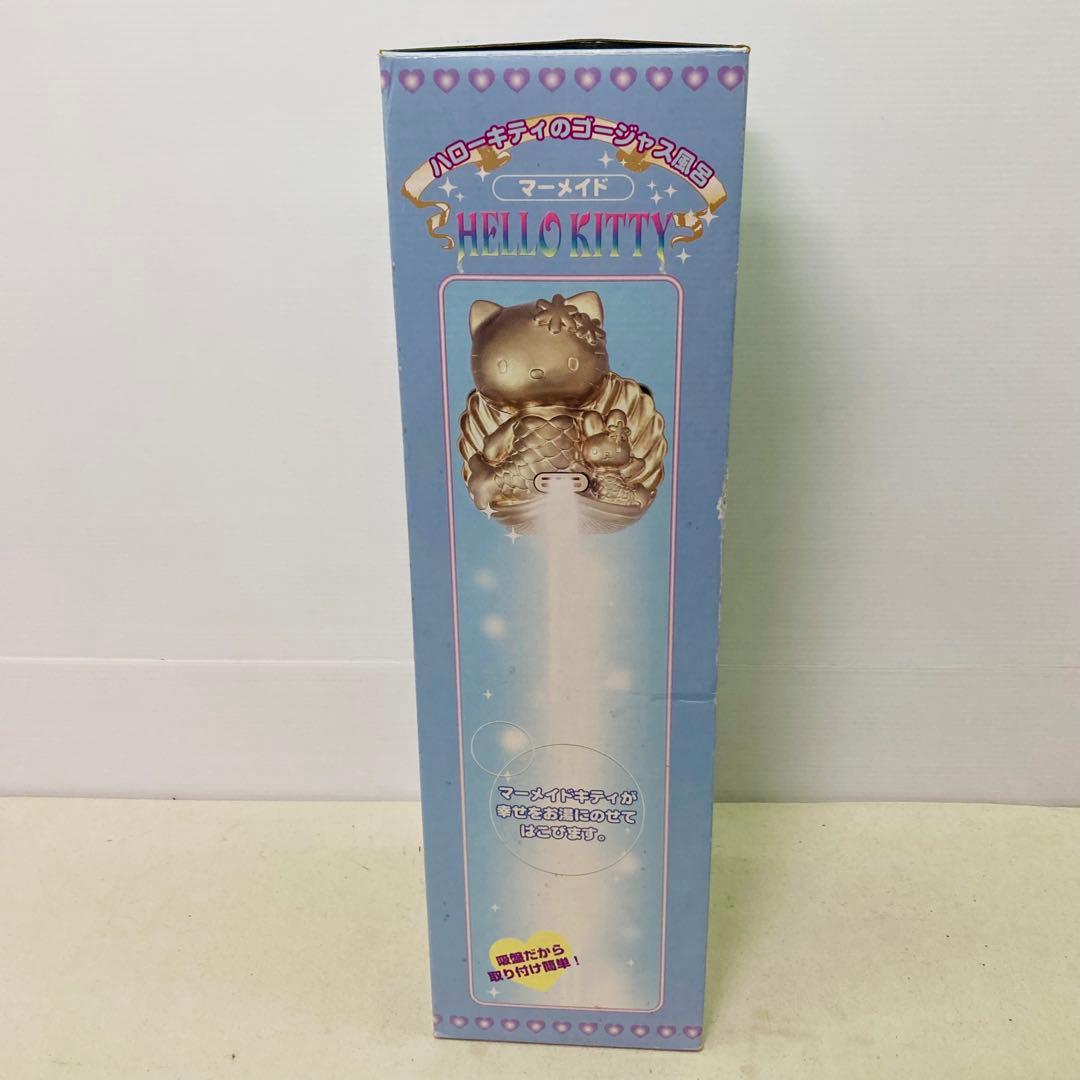 ハローキティのゴージャス風呂
マーメイド
HELLO KITTY
マーメイドキティが
幸せをお湯にのせて
はこびます。
吸盤だから
取り付け簡単！